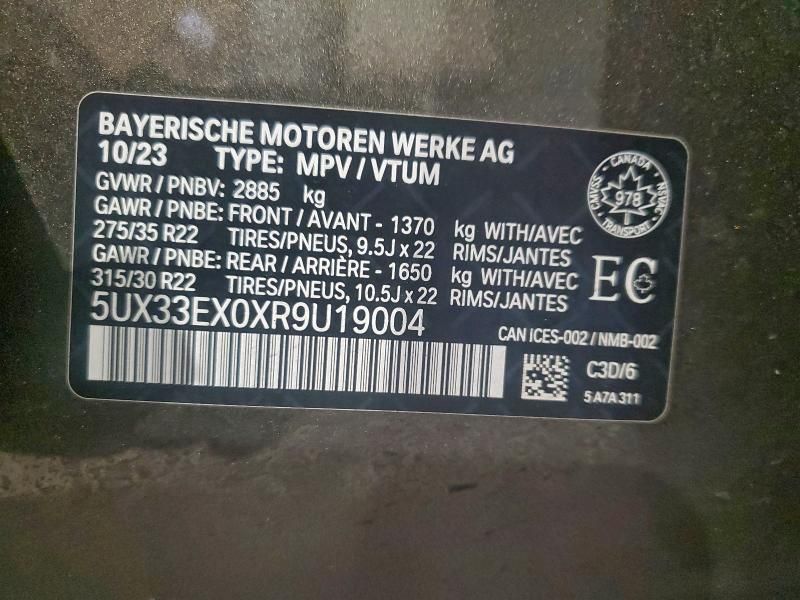 BAYERISCHE MOTOREN WERKE AG
10/23 TYPE: MPV / VTUM
GVWR / PNBV: 2885 kg
GAWR / PNBE: FRONT / AVANT - 1370 kg WITH/AVEC
275/35 R22 TIRES/PNEUS, 9.5J x 22 RIMS/JANTES
GAWR / PNBE: REAR / ARRIÈRE - 1650 kg WITH/AVEC
315/30 R22 TIRES/PNEUS, 10.5J x 22 RIMS/JANTES
5UX33EX0XR9U19004
CANADA
CMVSS NSVAC
978
TRANSPORT
EC
CAN ICES-002 / NMB-002
C3D/6
5 A7A 311